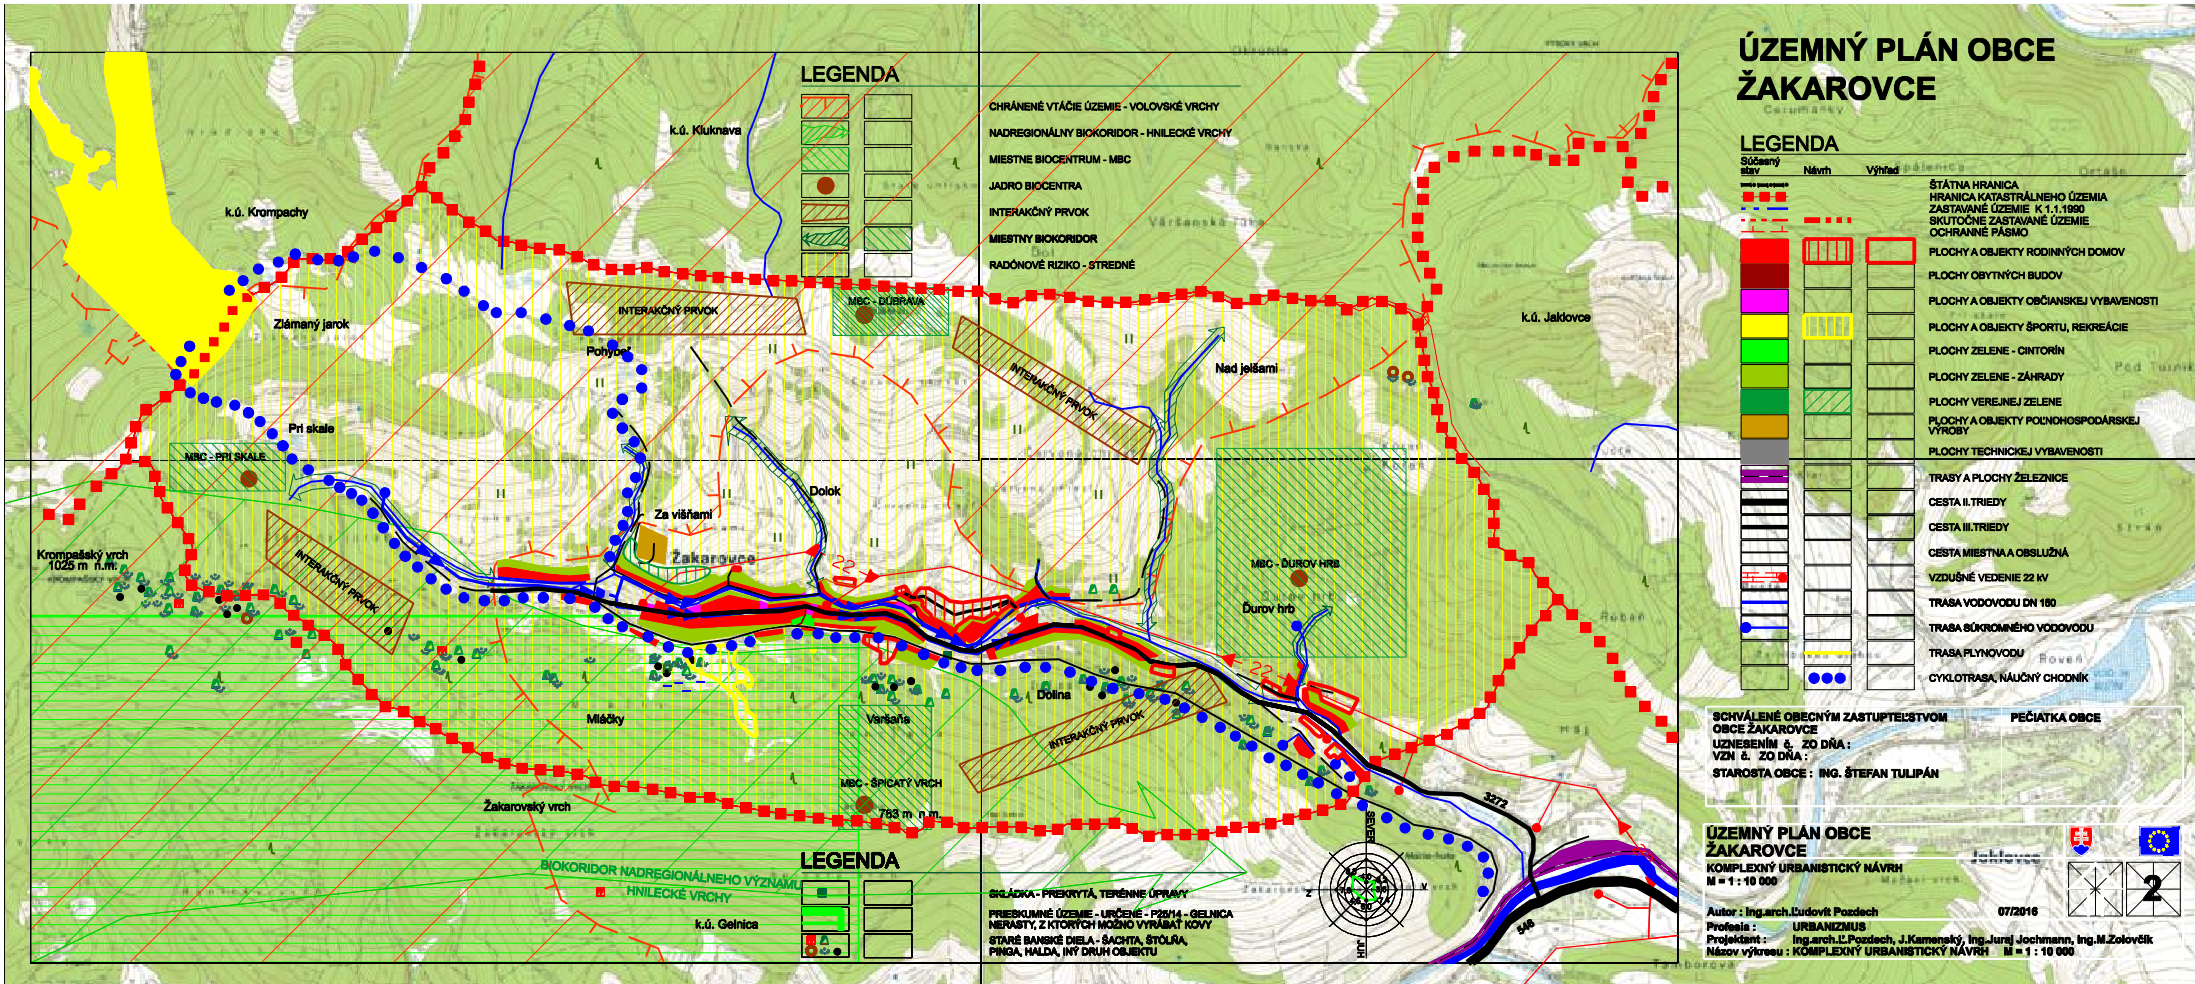 ÚZEMNÝ PLÁN OBCE
ŽAKAROVCE
LEGENDA
Súčasný
stav
Návrh
Výhľad
ŠTÁTNA HRANICA
HRANICA KATASTRÁLNEHO ÚZEMIA
ZASTAVANÉ ÚZEMIE K 1.1.1990
SKUTOČNE ZASTAVANÉ ÚZEMIE
OCHRANNÉ PÁSMO
PLOCHY A OBJEKTY RODINNÝCH DOMOV
PLOCHY OBYTNÝCH BUDOV
PLOCHY A OBJEKTY OBČIANSKEJ VYBAVENOSTI
PLOCHY A OBJEKTY ŠPORTU, REKREÁCIE
PLOCHY ZELENE - CINTORÍN
PLOCHY ZELENE - ZÁHRADY
PLOCHY VEREJNEJ ZELENE
PLOCHY A OBJEKTY POĽNOHOSPODÁRSKEJ
VÝROBY
PLOCHY TECHNICKEJ VYBAVENOSTI
TRASY A PLOCHY ŽELEZNICE
CESTA II.TRIEDY
CESTA III.TRIEDY
CESTA MIESTNA A OBSLUŽNÁ
VZDUŠNÉ VEDENIE 22 kV
TRASA VODOVODU DN 150
TRASA SÚKROMNÉHO VODOVODU
TRASA PLYNOVODU
CYKLOTRASA, NÁUČNÝ CHODNÍK
SCHVÁLENÉ OBECNÝM ZASTUPITEĽSTVOM
OBCE ŽAKAROVCE
PEČIATKA OBCE
UZNESENÍM č. ZO DŇA :
VZN č. ZO DŇA :
STAROSTA OBCE : ING. ŠTEFAN TULIPÁN
ÚZEMNÝ PLÁN OBCE
ŽAKAROVCE
KOMPLEXNÝ URBANISTICKÝ NÁVRH
M = 1 : 10 000
2
Autor : Ing.arch.Ľudovít Pozdech
07/2016
Profesia : URBANIZMUS
Projektant : Ing.arch.Ľ.Pozdech, J.Kamenský, Ing.Juraj Jochmann, Ing.M.Zolovčík
Názov výkresu : KOMPLEXNÝ URBANISTICKÝ NÁVRH M = 1 : 10 000
LEGENDA
CHRÁNENÉ VTÁČIE ÚZEMIE - VOLOVSKÉ VRCHY
NADREGIONÁLNY BIOKORIDOR - HNILECKÉ VRCHY
MIESTNE BIOCENTRUM - MBC
JADRO BIOCENTRA
INTERAKČNÝ PRVOK
MIESTNY BIOKORIDOR
RADÓNOVÉ RIZIKO - STREDNÉ
k.ú. Kluknava
k.ú. Krompachy
k.ú. Jaklovce
Zlámaný jarok
INTERAKČNÝ PRVOK
MBC - DÚBRAVA
Pohybeľ
INTERAKČNÝ PRVOK
Nad jelšami
Pri skale
MBC - PRI SKALE
Dolok
Za višňami
Žakarovce
22
Krompašský vrch
1025 m n.m.
INTERAKČNÝ PRVOK
MBC - ĎUROV HRB
Ďurov hrb
22
Mláčky
Varšaňa
Dolina
INTERAKČNÝ PRVOK
MBC - ŠPICATÝ VRCH
783 m n.m.
Žakarovský vrch
3272
546
Jaklovce
SEVER
JUH
Z
V
BIOKORIDOR NADREGIONÁLNEHO VÝZNAMU
HNILECKÉ VRCHY
k.ú. Gelnica
LEGENDA
SKLÁDKA - PREKRYTÁ, TERÉNNE ÚPRAVY
PRIESKUMNÉ ÚZEMIE - URČENÉ - P25/14 - GELNICA
NERASTY, Z KTORÝCH MOŽNO VYRÁBAŤ KOVY
STARÉ BANSKÉ DIELA - ŠACHTA, ŠTÔLŇA,
PINGA, HALDA, INÝ DRUH OBJEKTU